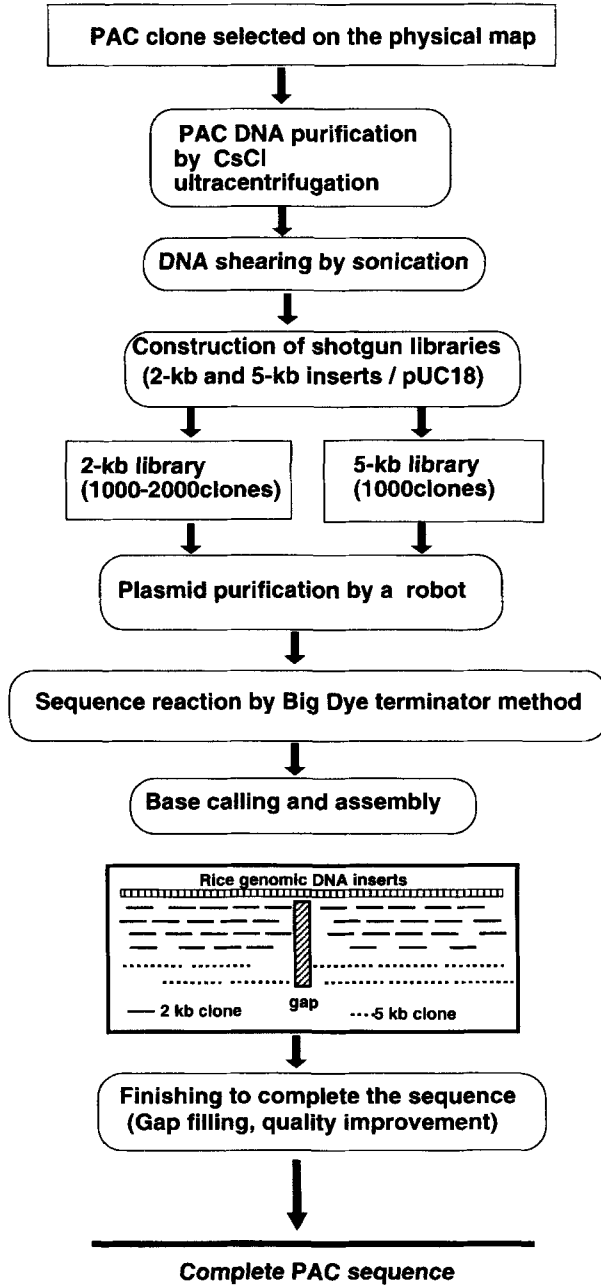 PAC clone selected on the physical map
PAC DNA purification
by CsCl
ultracentrifugation
DNA shearing by sonication
Construction of shotgun libraries
(2-kb and 5-kb inserts / pUC18)
2-kb library
(1000-2000clones)
5-kb library
(1000clones)
Plasmid purification by a robot
Sequence reaction by Big Dye terminator method
Base calling and assembly
Rice genomic DNA inserts
gap
2 kb clone
5 kb clone
Finishing to complete the sequence
(Gap filling, quality improvement)
Complete PAC sequence